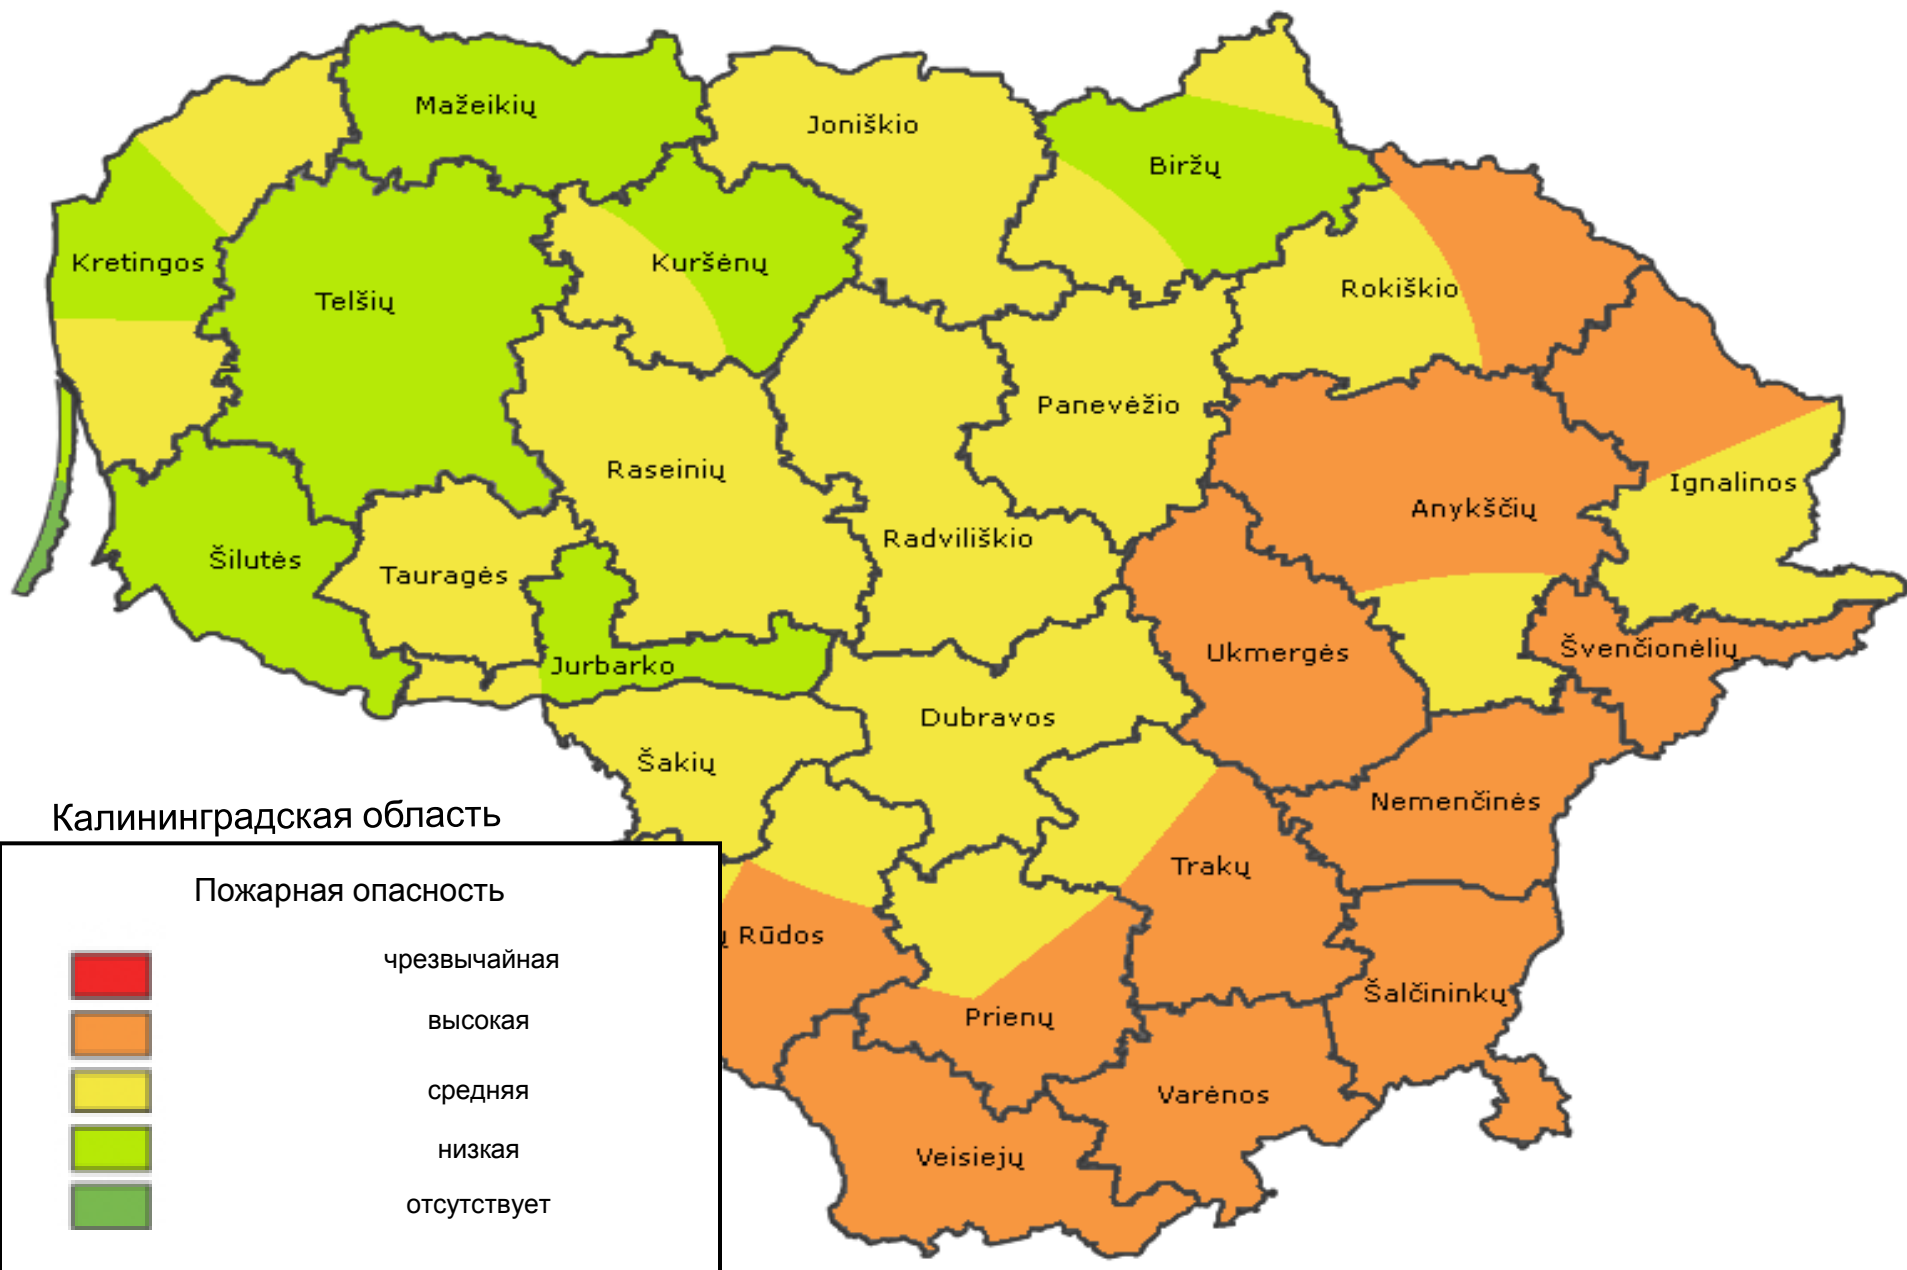 Mažeikių
Joniškio
Biržų
Kretingos
Telšių
Kuršėnų
Rokiškio
Panevėžio
Raseinių
Ignalinos
Anykščių
Radviliškio
Šilutės
Tauragės
Ukmergės
Švenčionėlių
Jurbarko
Dubravos
Šakių
Nemenčinės
Trakų
ų Rūdos
Šalčininkų
Prienų
Varėnos
Veisiejų
Калининградская область
Пожарная опасность
чрезвычайная
высокая
средняя
низкая
отсутствует